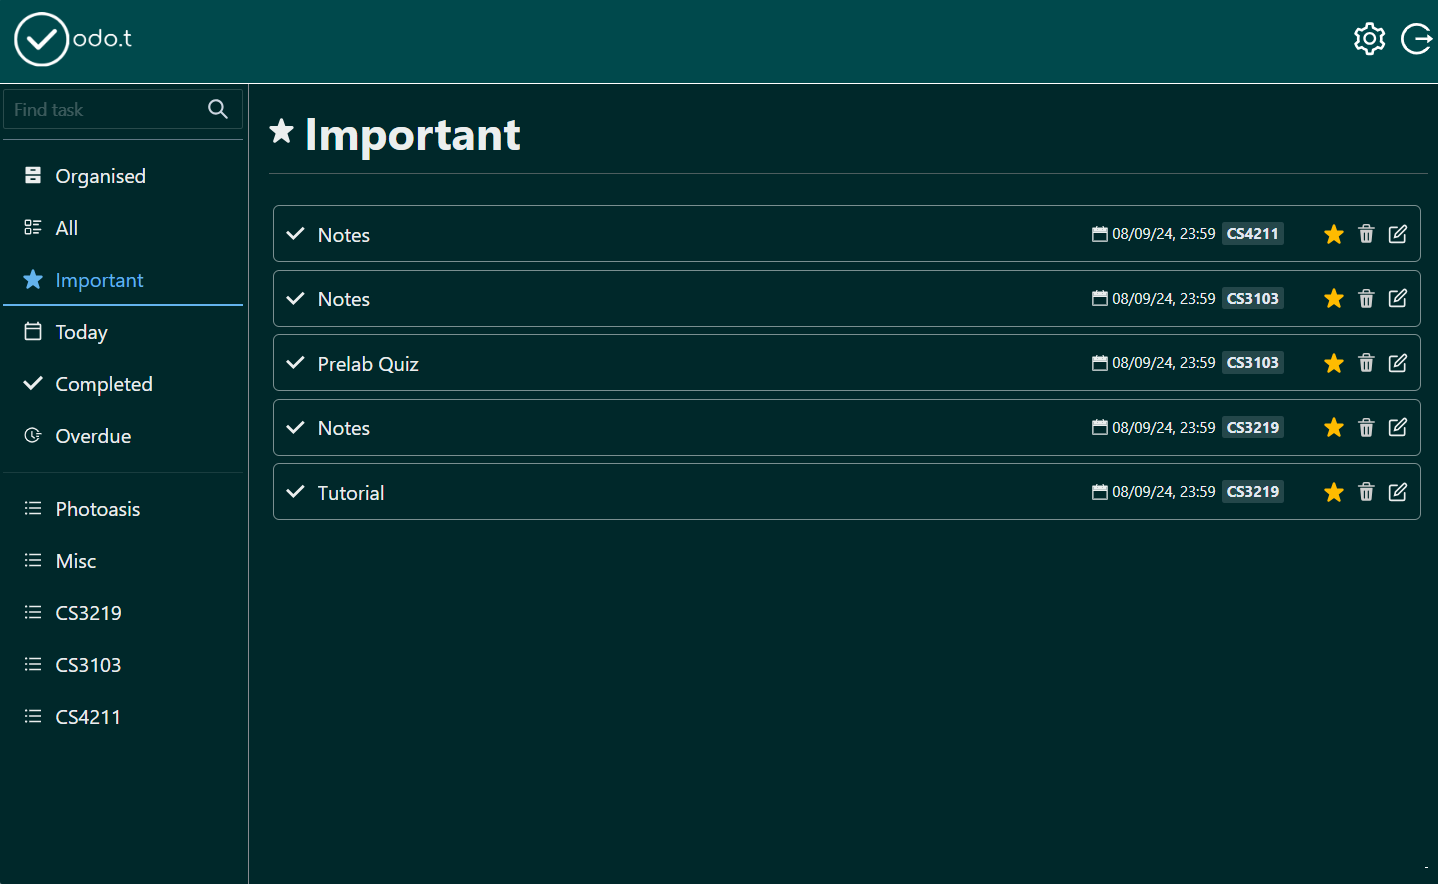 odo.t
Find task
Organised
All
Important
Today
Completed
Overdue
Photoasis
Misc
CS3219
CS3103
CS4211
Important
Notes 08/09/24, 23:59 CS4211
Notes 08/09/24, 23:59 CS3103
Prelab Quiz 08/09/24, 23:59 CS3103
Notes 08/09/24, 23:59 CS3219
Tutorial 08/09/24, 23:59 CS3219